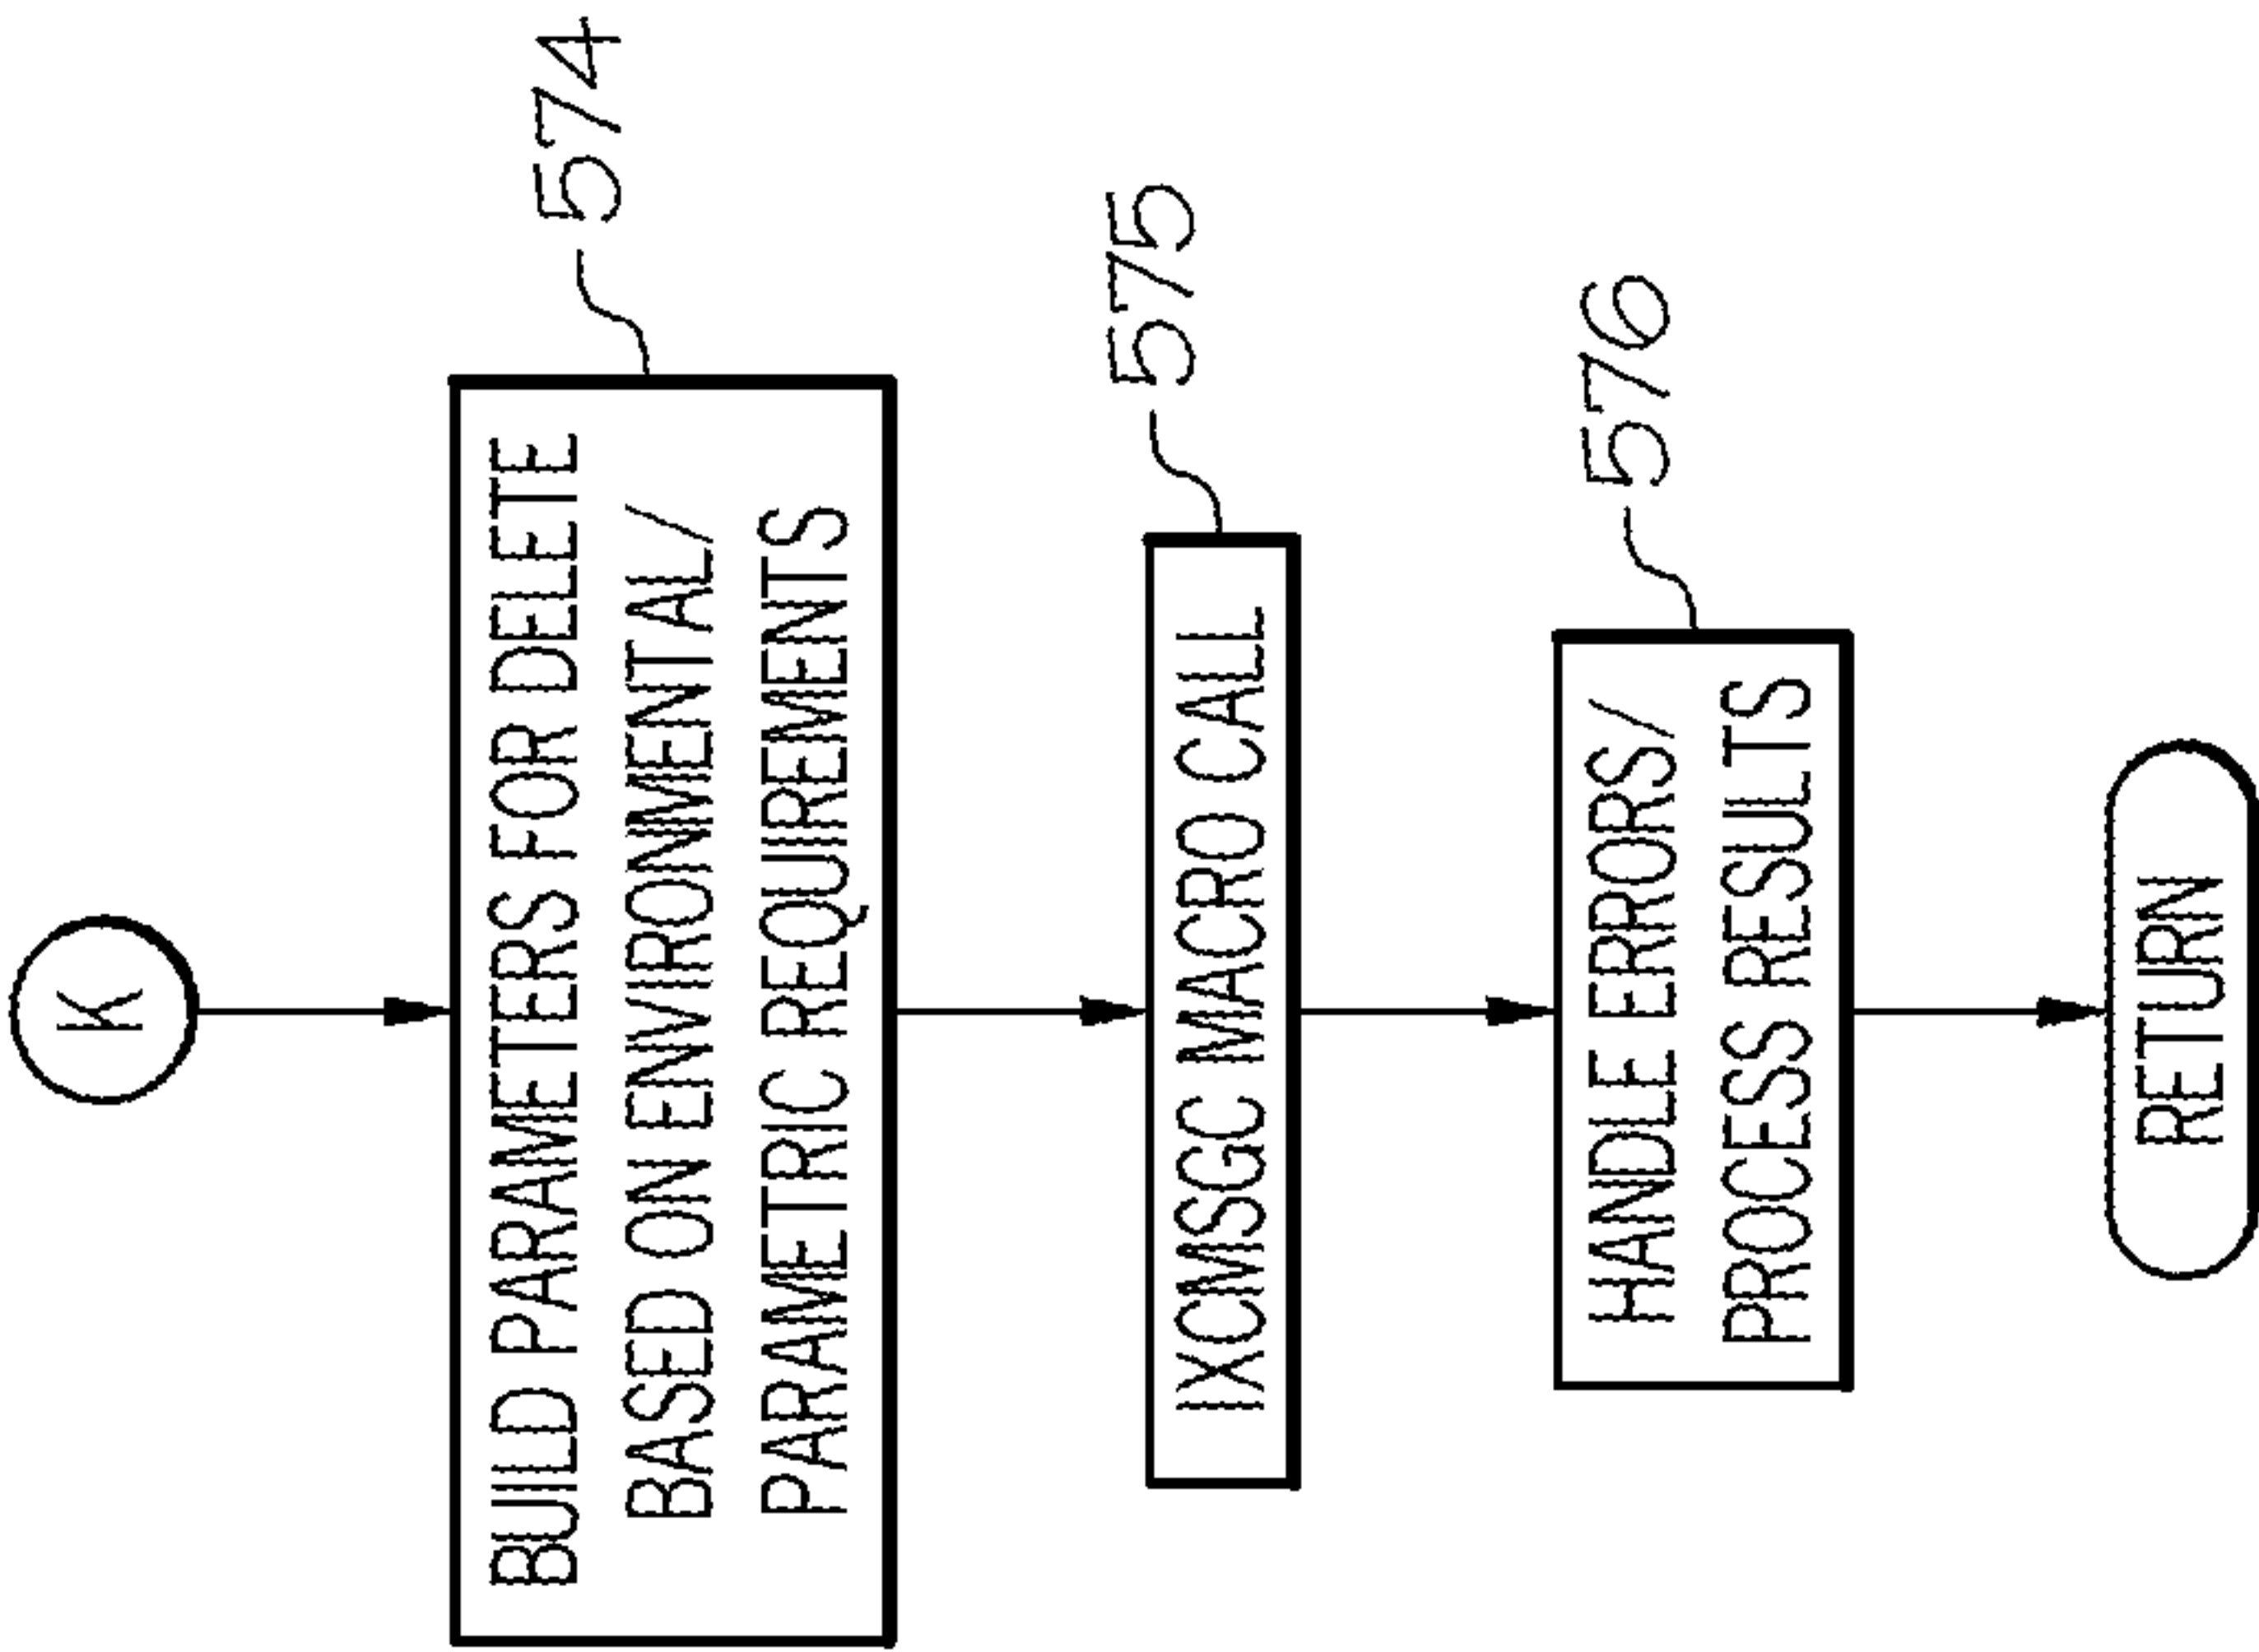 K
BUILD PARAMETERS FOR DELETE
BASED ON ENVIRONMENTAL/
PARAMETRIC REQUIREMENTS
574
IXCMSGC MACRO CALL
575
HANDLE ERRORS/
PROCESS RESULTS
576
RETURN